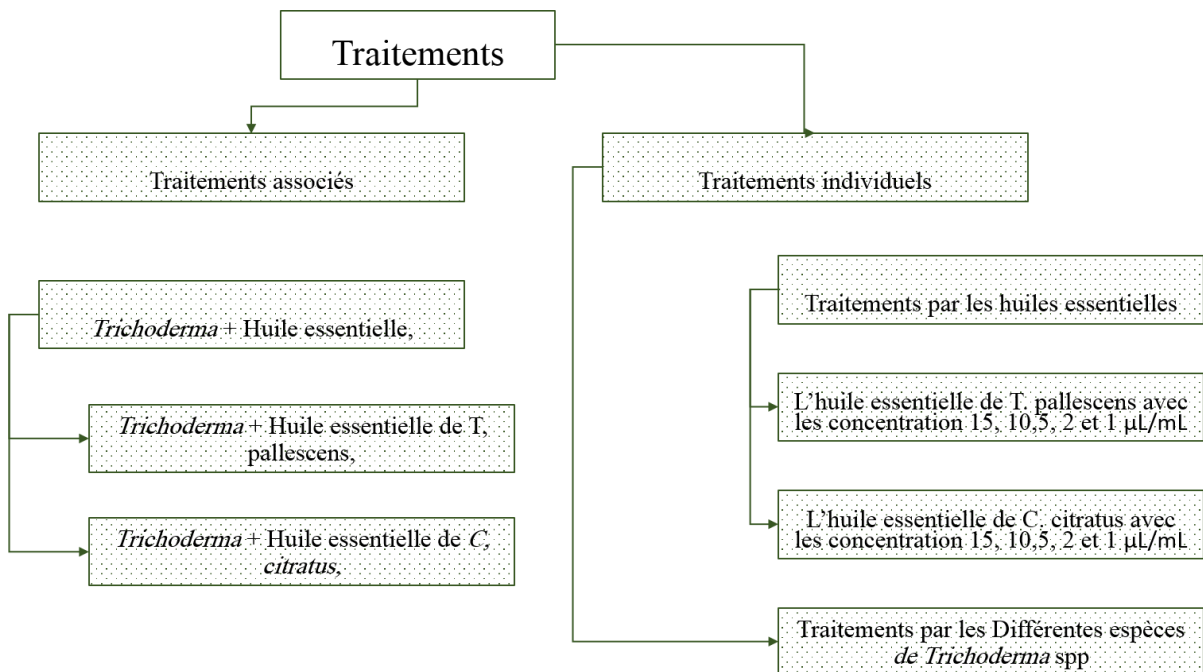 Traitements
Traitements associés
Traitements individuels
Trichoderma + Huile essentielle,
Trichoderma + Huile essentielle de T,
pallescens,
Trichoderma + Huile essentielle de C,
citratus,
Traitements par les huiles essentielles
L’huile essentielle de T. pallescens avec
les concentration 15, 10,5, 2 et 1 µL/mL
L’huile essentielle de C. citratus avec
les concentration 15, 10,5, 2 et 1 µL/mL
Traitements par les Différentes espèces
de Trichoderma spp